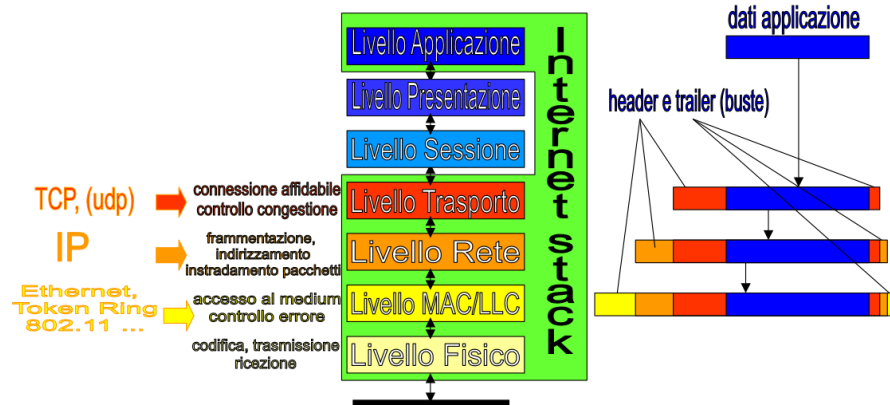 Livello Applicazione
Livello Presentazione
Livello Sessione
Livello Trasporto
Livello Rete
Livello MAC/LLC
Livello Fisico
Internet stack
TCP, (udp)
connessione affidabile
controllo congestione
IP
frammentazione,
indirizzamento
instradamento pacchetti
Ethernet,
Token Ring
802.11 ...
accesso al medium
controllo errore
codifica, trasmissione
ricezione
dati applicazione
header e trailer (buste)